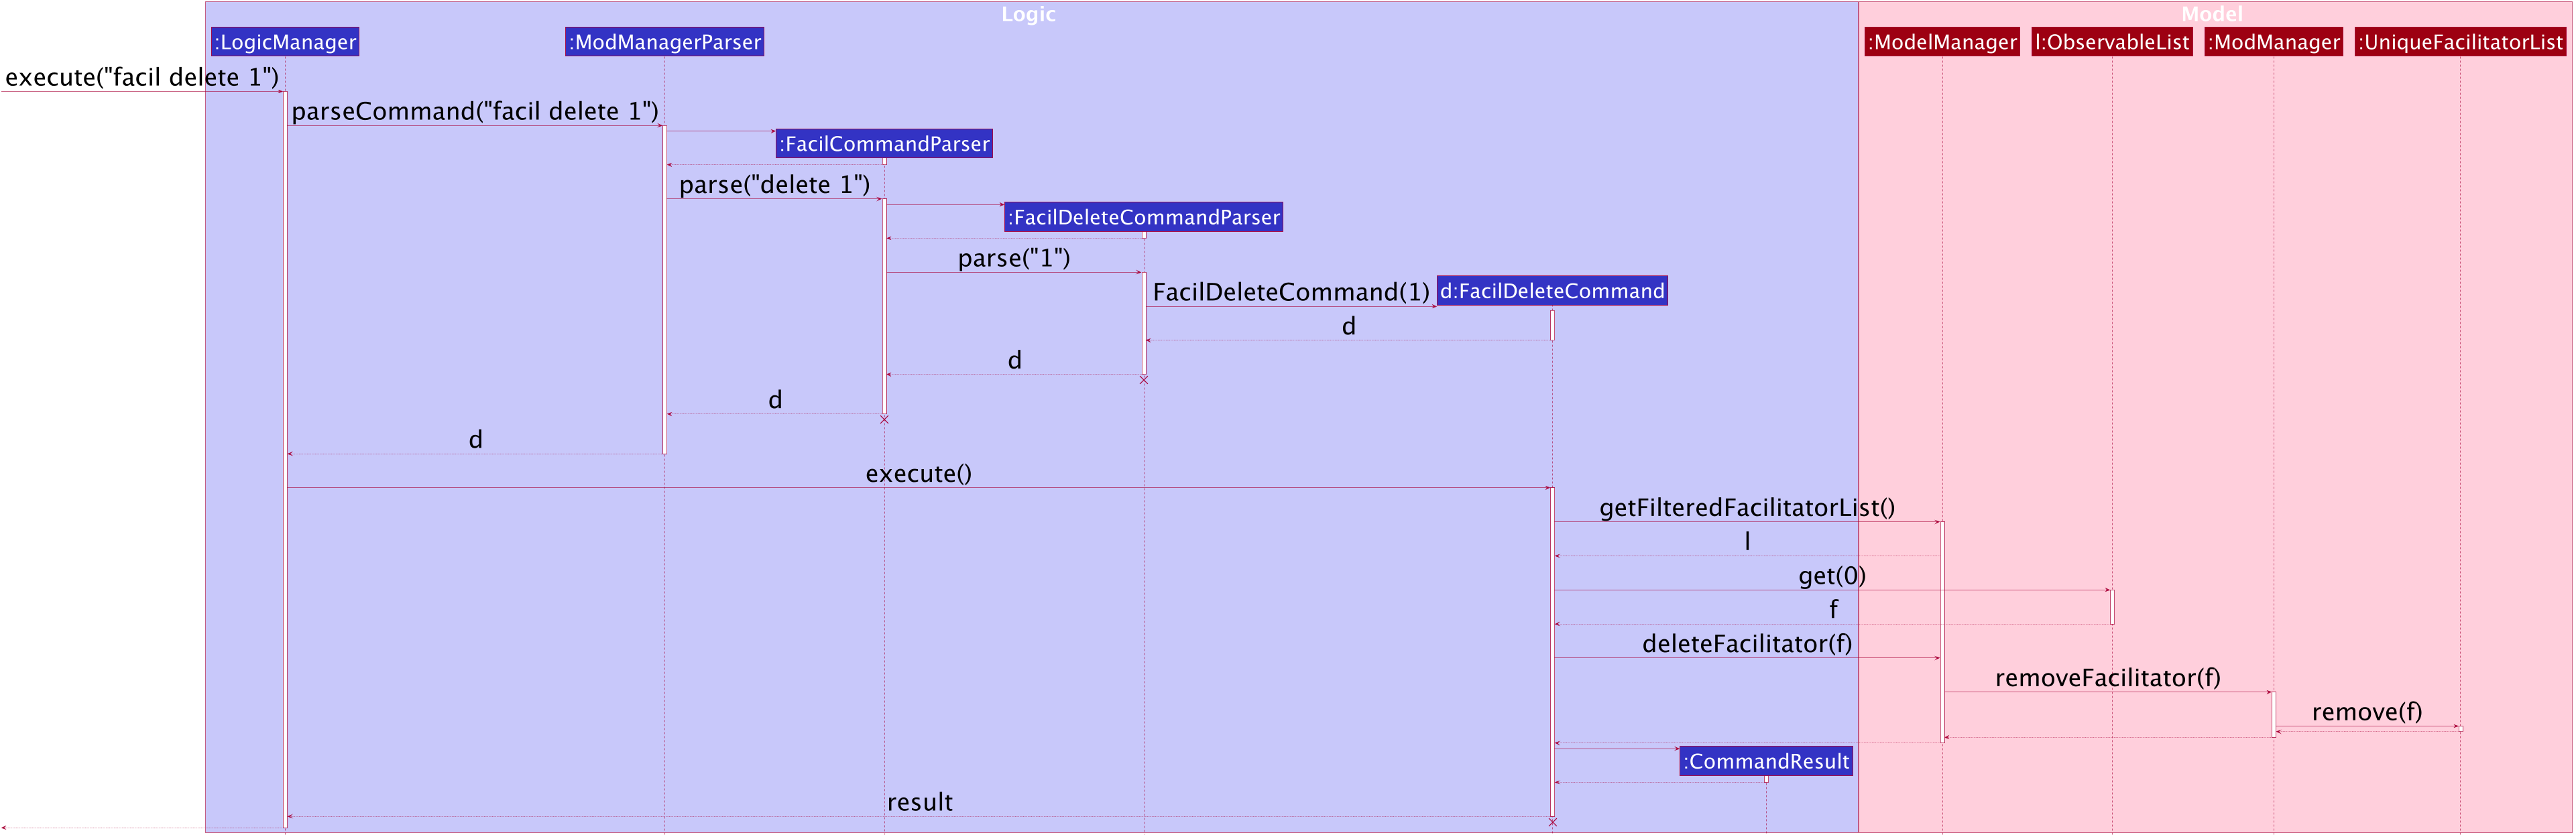 Logic
Model
:LogicManager
:ModManagerParser
:ModelManager
l:ObservableList
:ModManager
:UniqueFacilitatorList
execute("facil delete 1")
parseCommand("facil delete 1")
:FacilCommandParser
parse("delete 1")
:FacilDeleteCommandParser
parse("1")
FacilDeleteCommand(1)
d:FacilDeleteCommand
d
d
d
d
execute()
getFilteredFacilitatorList()
l
get(0)
f
deleteFacilitator(f)
removeFacilitator(f)
remove(f)
:CommandResult
result